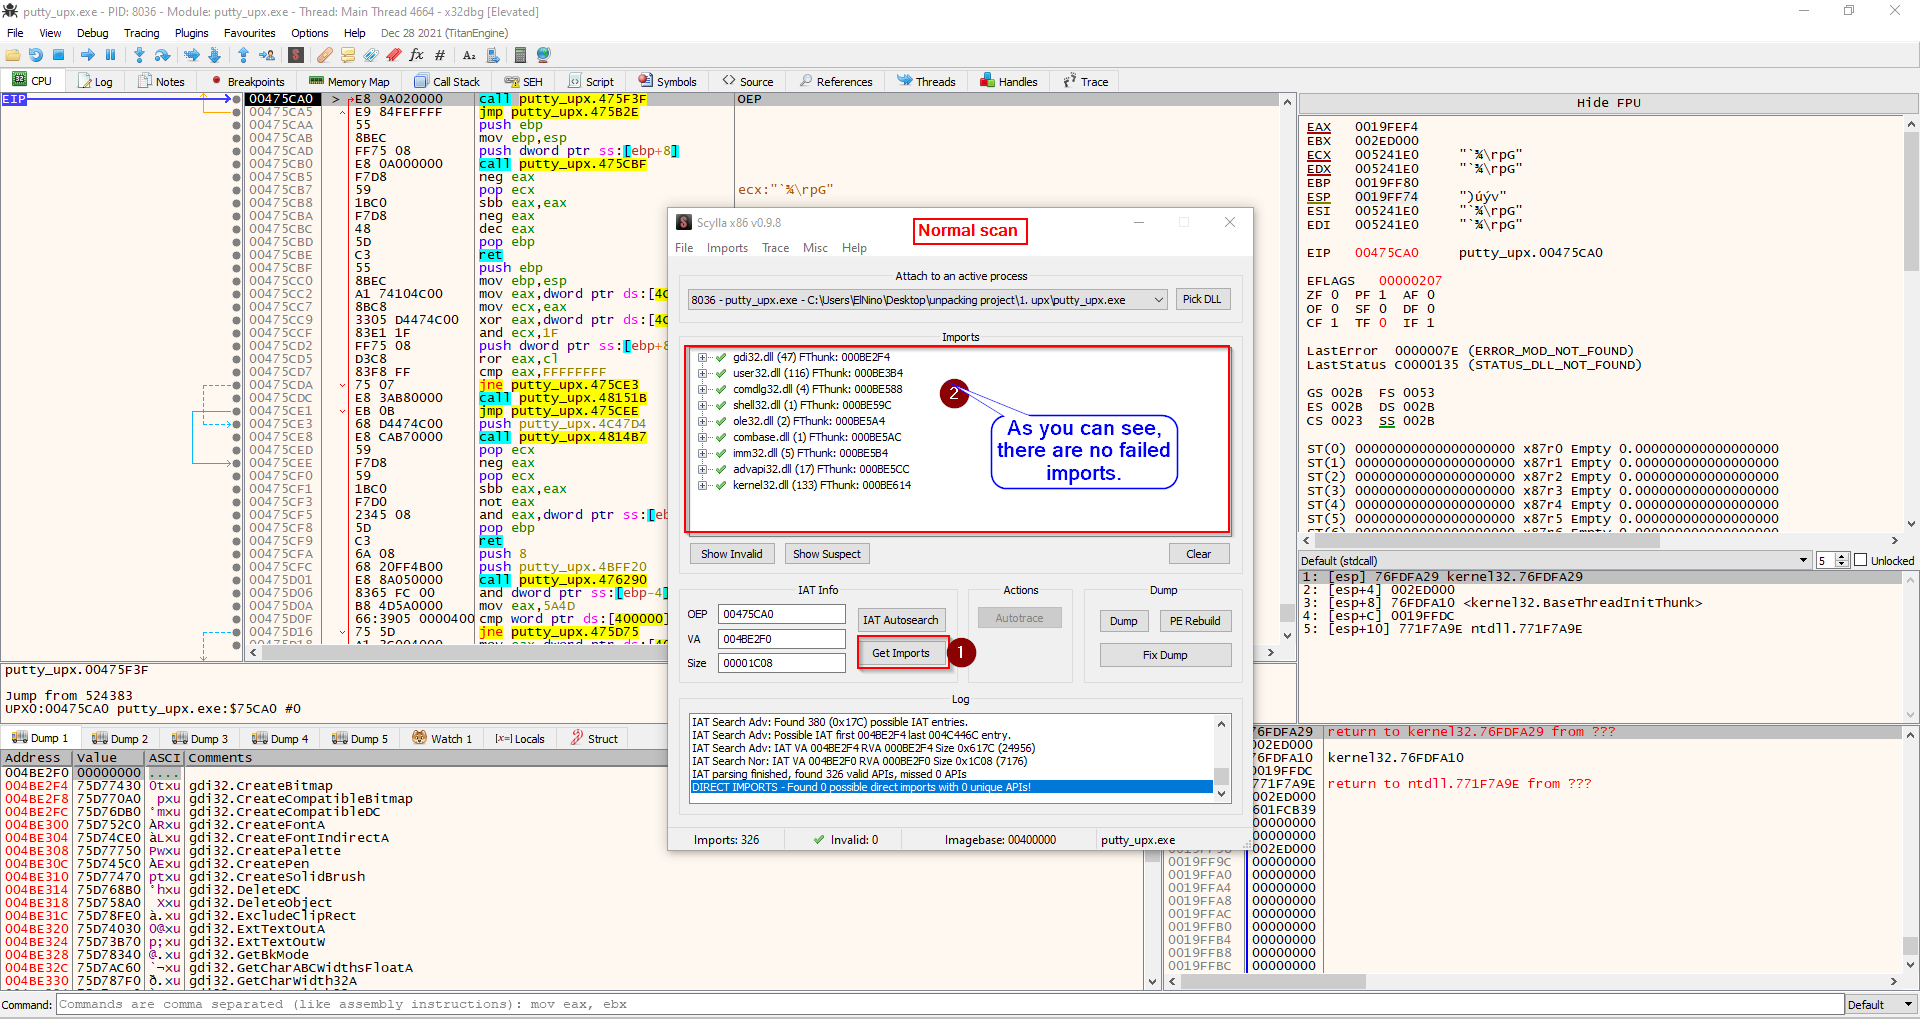 putty_upx.exe - PID: 8036 - Module: putty_upx.exe - Thread: Main Thread 4664 - x32dbg [Elevated]
File View Debug Tracing Plugins Favourites Options Help Dec 28 2021 (TitanEngine)
CPU Log Notes Breakpoints Memory Map Call Stack SEH Script Symbols Source References Threads Handles Trace
EIP
00475CA0 > E8 9A020000 call putty_upx.475F3F OEP
00475CA5 E9 84FEFFFF jmp putty_upx.475B2E
00475CAA 55 push ebp
00475CAB 8BEC mov ebp,esp
00475CAD FF75 08 push dword ptr ss:[ebp+8]
00475CB0 E8 0A000000 call putty_upx.475CBF
00475CB5 F7D8 neg eax
00475CB7 59 pop ecx ecx:"`¾\rpG"
00475CB8 1BC0 sbb eax,eax
00475CBA F7D8 neg eax
00475CBC 48 dec eax
00475CBD 5D pop ebp
00475CBE C3 ret
00475CBF 55 push ebp
00475CC0 8BEC mov ebp,esp
00475CC2 A1 74104C00 mov eax,dword ptr ds:[4C
00475CC7 8BC8 mov ecx,eax
00475CC9 3305 D4474C00 xor eax,dword ptr ds:[4C
00475CCF 83E1 1F and ecx,1F
00475CD2 FF75 08 push dword ptr ss:[ebp+8
00475CD5 D3C8 ror eax,cl
00475CD7 83F8 FF cmp eax,FFFFFFFF
00475CDA 75 07 jne putty_upx.475CE3
00475CDC E8 3AB80000 call putty_upx.48151B
00475CE1 EB 0B jmp putty_upx.475CEE
00475CE3 68 D4474C00 push putty_upx.4C47D4
00475CE8 E8 CAB70000 call putty_upx.4814B7
00475CED 59 pop ecx
00475CEE F7D8 neg eax
00475CF0 59 pop ecx
00475CF1 1BC0 sbb eax,eax
00475CF3 F7D0 not eax
00475CF5 2345 08 and eax,dword ptr ss:[eb
00475CF8 5D pop ebp
00475CF9 C3 ret
00475CFA 6A 08 push 8
00475CFC 68 20FF4B00 push putty_upx.4BFF20
00475D01 E8 8A050000 call putty_upx.476290
00475D06 8365 FC 00 and dword ptr ss:[ebp-4]
00475D0A B8 4D5A0000 mov eax,5A4D
00475D0F 66:3905 0000400 cmp word ptr ds:[400000]
00475D16 75 5D jne putty_upx.475D75
putty_upx.00475F3F
Jump from 524383
UPX0:00475CA0 putty_upx.exe:$75CA0 #0
Scylla x86 v0.9.8
Normal scan
File Imports Trace Misc Help
Attach to an active process
8036 - putty_upx.exe - C:\Users\ElNino\Desktop\unpacking project\1. upx\putty_upx.exe Pick DLL
Imports
gdi32.dll (47) FThunk: 000BE2F4
user32.dll (116) FThunk: 000BE3B4
comdlg32.dll (4) FThunk: 000BE588
shell32.dll (1) FThunk: 000BE59C
ole32.dll (2) FThunk: 000BE5A4
combase.dll (1) FThunk: 000BE5AC
imm32.dll (5) FThunk: 000BE5B4
advapi32.dll (17) FThunk: 000BE5CC
kernel32.dll (133) FThunk: 000BE614
2
As you can see,
there are no failed
imports.
Show Invalid Show Suspect Clear
IAT Info Actions Dump
OEP 00475CA0 IAT Autosearch Autotrace Dump PE Rebuild
VA 004BE2F0
Get Imports 1 Fix Dump
Size 00001C08
Log
IAT Search Adv: Found 380 (0x17C) possible IAT entries.
IAT Search Adv: Possible IAT first 004BE2F4 last 004C446C entry.
IAT Search Adv: IAT VA 004BE2F4 RVA 000BE2F4 Size 0x617C (24956)
IAT Search Nor: IAT VA 004BE2F0 RVA 000BE2F0 Size 0x1C08 (7176)
IAT parsing finished, found 326 valid APIs, missed 0 APIs
DIRECT IMPORTS - Found 0 possible direct imports with 0 unique APIs!
Imports: 326 Invalid: 0 Imagebase: 00400000 putty_upx.exe
Hide FPU
EAX 0019FEF4
EBX 002ED000
ECX 005241E0 "`¾\rpG"
EDX 005241E0 "`¾\rpG"
EBP 0019FF80
ESP 0019FF74 ")úýv"
ESI 005241E0 "`¾\rpG"
EDI 005241E0 "`¾\rpG"
EIP 00475CA0 putty_upx.00475CA0
EFLAGS 00000207
ZF 0 PF 1 AF 0
OF 0 SF 0 DF 0
CF 1 TF 0 IF 1
LastError 0000007E (ERROR_MOD_NOT_FOUND)
LastStatus C0000135 (STATUS_DLL_NOT_FOUND)
GS 002B FS 0053
ES 002B DS 002B
CS 0023 SS 002B
ST(0) 00000000000000000000 x87r0 Empty 0.000000000000000000
ST(1) 00000000000000000000 x87r1 Empty 0.000000000000000000
ST(2) 00000000000000000000 x87r2 Empty 0.000000000000000000
ST(3) 00000000000000000000 x87r3 Empty 0.000000000000000000
ST(4) 00000000000000000000 x87r4 Empty 0.000000000000000000
ST(5) 00000000000000000000 x87r5 Empty 0.000000000000000000
Default (stdcall) 5 Unlocked
1: [esp] 76FDFA29 kernel32.76FDFA29
2: [esp+4] 002ED000
3: [esp+8] 76FDFA10 <kernel32.BaseThreadInitThunk>
4: [esp+C] 0019FFDC
5: [esp+10] 771F7A9E ntdll.771F7A9E
Dump 1 Dump 2 Dump 3 Dump 4 Dump 5 Watch 1 Locals Struct
Address Value ASCI Comments
004BE2F0 00000000 ....
004BE2F4 75D77430 0txu gdi32.CreateBitmap
004BE2F8 75D770A0 pxu gdi32.CreateCompatibleBitmap
004BE2FC 75D76DB0 °mxu gdi32.CreateCompatibleDC
004BE300 75D752C0 ÀRxu gdi32.CreateFontA
004BE304 75D74CE0 àLxu gdi32.CreateFontIndirectA
004BE308 75D77750 Pwxu gdi32.CreatePalette
004BE30C 75D745C0 ÀExu gdi32.CreatePen
004BE310 75D77470 ptxu gdi32.CreateSolidBrush
004BE314 75D768B0 °hxu gdi32.DeleteDC
004BE318 75D758A0 Xxu gdi32.DeleteObject
004BE31C 75D78FE0 à.xu gdi32.ExcludeClipRect
004BE320 75D74030 0@xu gdi32.ExtTextOutA
004BE324 75D73B70 p;xu gdi32.ExtTextOutW
004BE328 75D78340 @.xu gdi32.GetBkMode
004BE32C 75D7AC60 `¬xu gdi32.GetCharABCWidthsFloatA
004BE330 75D787F0 ð.xu gdi32.GetCharWidth32A
76FDFA29 return to kernel32.76FDFA29 from ???
002ED000
76FDFA10 kernel32.76FDFA10
0019FFDC
771F7A9E return to ntdll.771F7A9E from ???
002ED000
601FCB39
00000000
00000000
002ED000
0019FF9C 00000000
0019FFA0 00000000
0019FFA4 00000000
0019FFA8 00000000
0019FFAC 00000000
0019FFB0 00000000
0019FFB4 00000000
0019FFB8 00000000
0019FFBC 00000000
Command: Commands are comma separated (like assembly instructions): mov eax, ebx Default